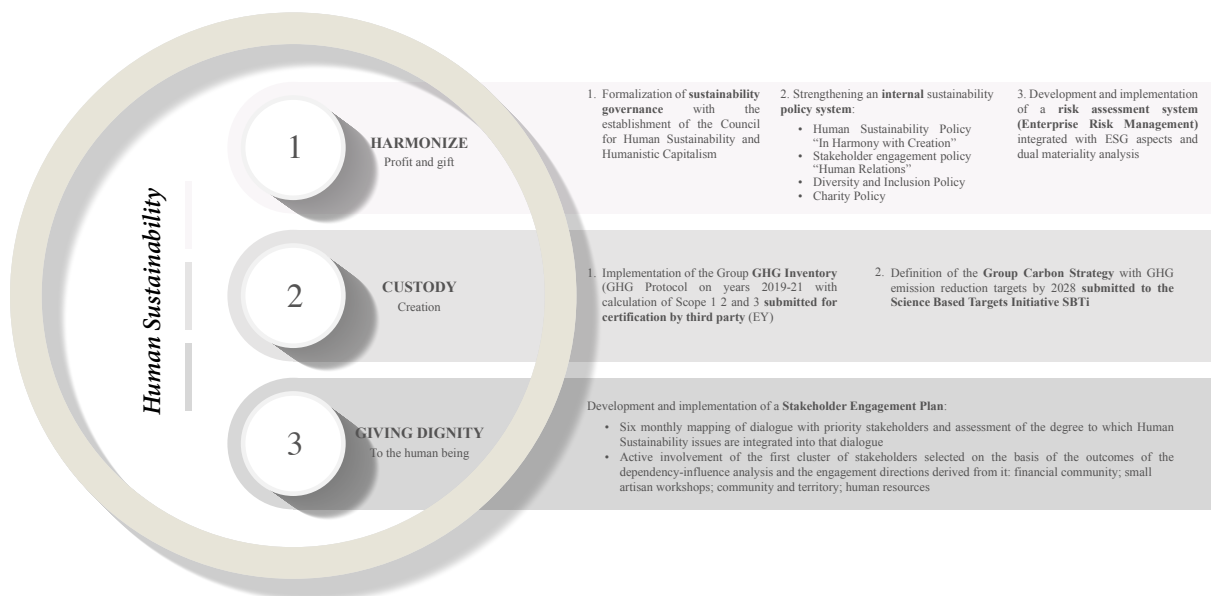 Human Sustainability
1
HARMONIZE
Profit and gift
1. Formalization of sustainability
governance with the
establishment of the Council
for Human Sustainability and
Humanistic Capitalism
2. Strengthening an internal sustainability
policy system:
• Human Sustainability Policy
“In Harmony with Creation”
• Stakeholder engagement policy
“Human Relations”
• Diversity and Inclusion Policy
• Charity Policy
3. Development and implementation
of a risk assessment system
(Enterprise Risk Management)
integrated with ESG aspects and
dual materiality analysis
2
CUSTODY
Creation
1. Implementation of the Group GHG Inventory
(GHG Protocol on years 2019-21 with
calculation of Scope 1 2 and 3 submitted for
certification by third party (EY)
2. Definition of the Group Carbon Strategy with GHG
emission reduction targets by 2028 submitted to the
Science Based Targets Initiative SBTi
3
GIVING DIGNITY
To the human being
Development and implementation of a Stakeholder Engagement Plan:
• Six monthly mapping of dialogue with priority stakeholders and assessment of the degree to which Human
Sustainability issues are integrated into that dialogue
• Active involvement of the first cluster of stakeholders selected on the basis of the outcomes of the
dependency-influence analysis and the engagement directions derived from it: financial community; small
artisan workshops; community and territory; human resources